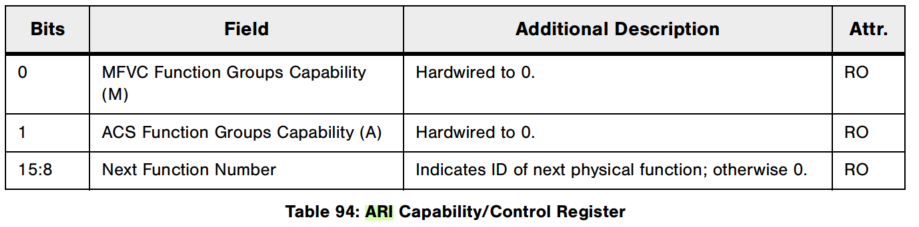 Bits Field Additional Description Attr.
0 MFVC Function Groups Capability Hardwired to 0. RO
(M)
1 ACS Function Groups Capability (A) Hardwired to 0. RO
15:8 Next Function Number Indicates ID of next physical function; otherwise 0. RO
Table 94: ARI Capability/Control Register